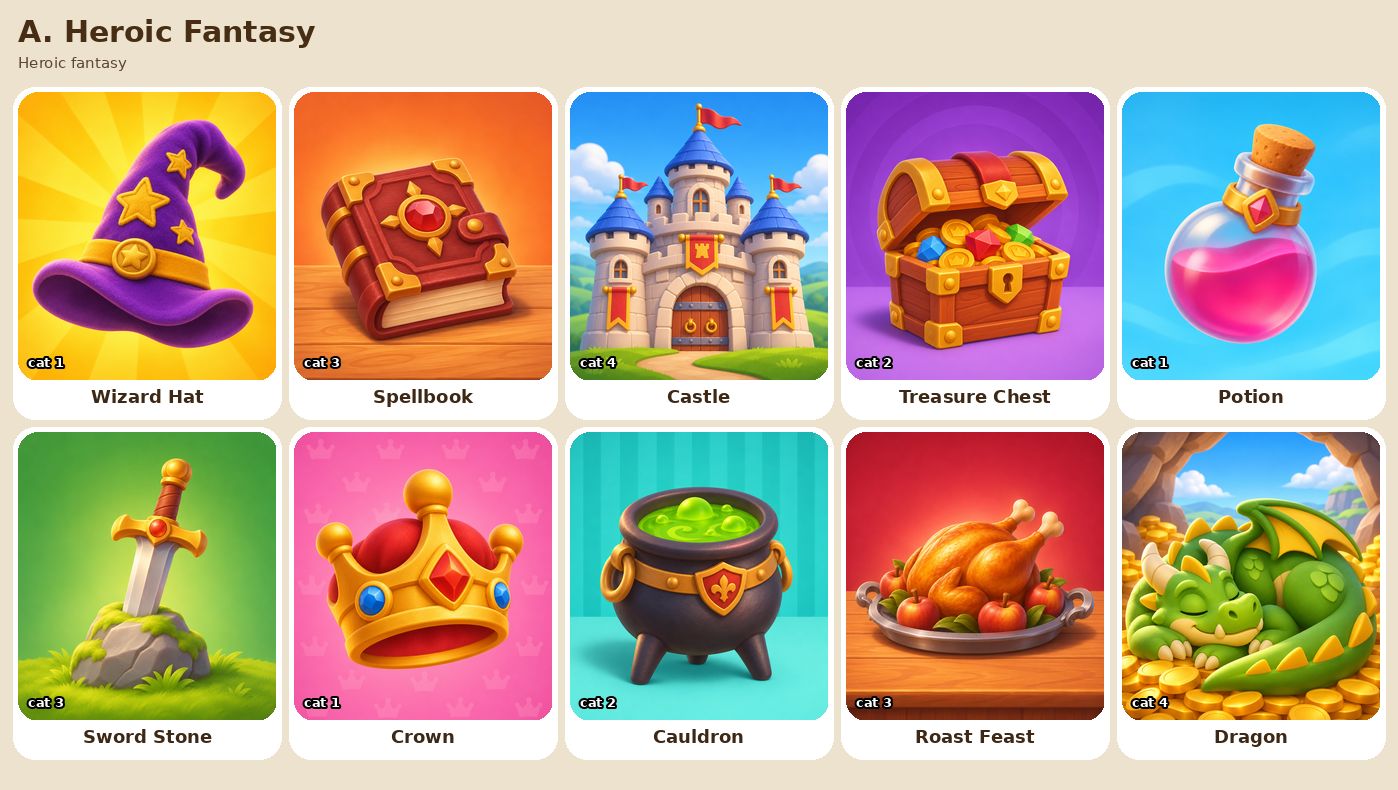 A. Heroic Fantasy
Heroic fantasy
cat 1
cat 3
cat 4
cat 2
cat 1
Wizard Hat
Spellbook
Castle
Treasure Chest
Potion
cat 3
cat 1
cat 2
cat 3
cat 4
Sword Stone
Crown
Cauldron
Roast Feast
Dragon